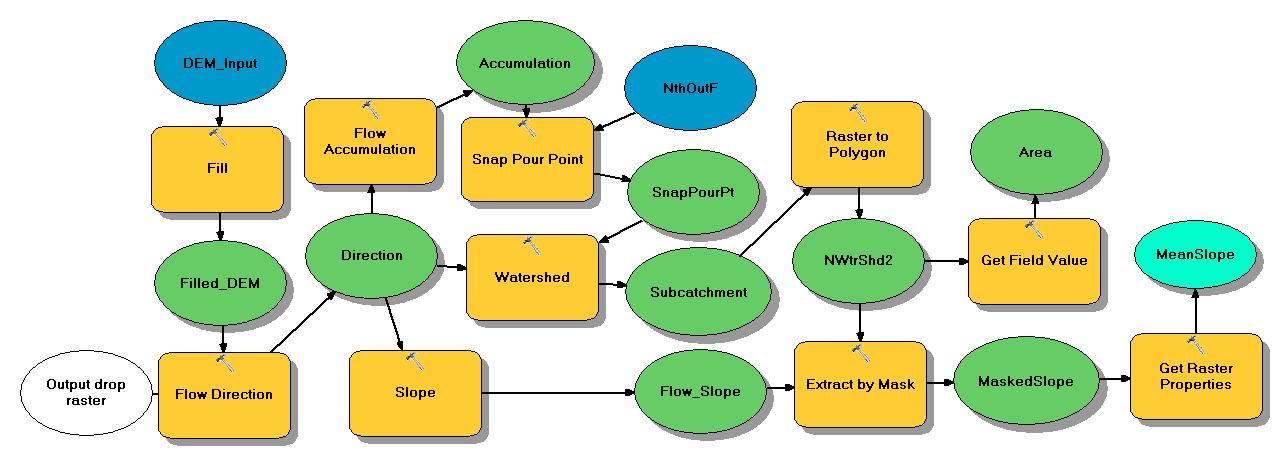 DEM_Input
Fill
Filled_DEM
Output drop
raster
Flow Direction
Flow
Accumulation
Direction
Slope
Accumulation
Snap Pour Point
NthOutF
SnapPourPt
Watershed
Subcatchment
Flow_Slope
Raster to
Polygon
NWtrShd2
Extract by Mask
Area
Get Field Value
MaskedSlope
MeanSlope
Get Raster
Properties